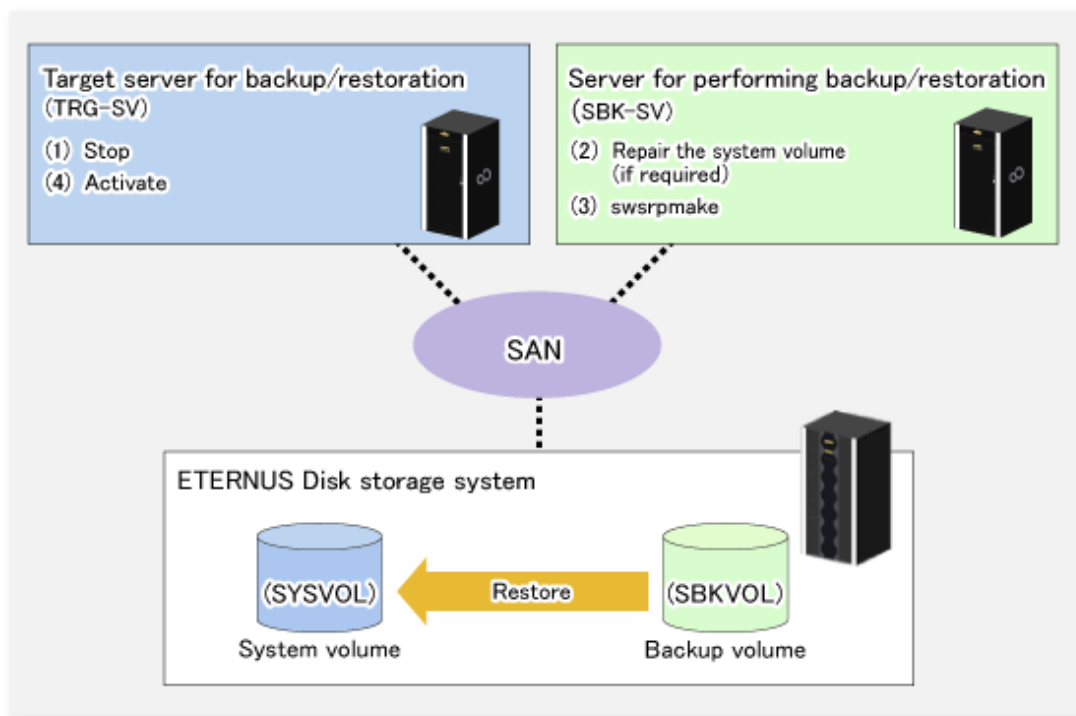 Target server for backup/restoration
(TRG-SV)
(1) Stop
(4) Activate
Server for performing backup/restoration
(SBK-SV)
(2) Repair the system volume
(if required)
(3) swsrpmake
SAN
ETERNUS Disk storage system
(SYSVOL)
Restore
(SBKVOL)
System volume
Backup volume